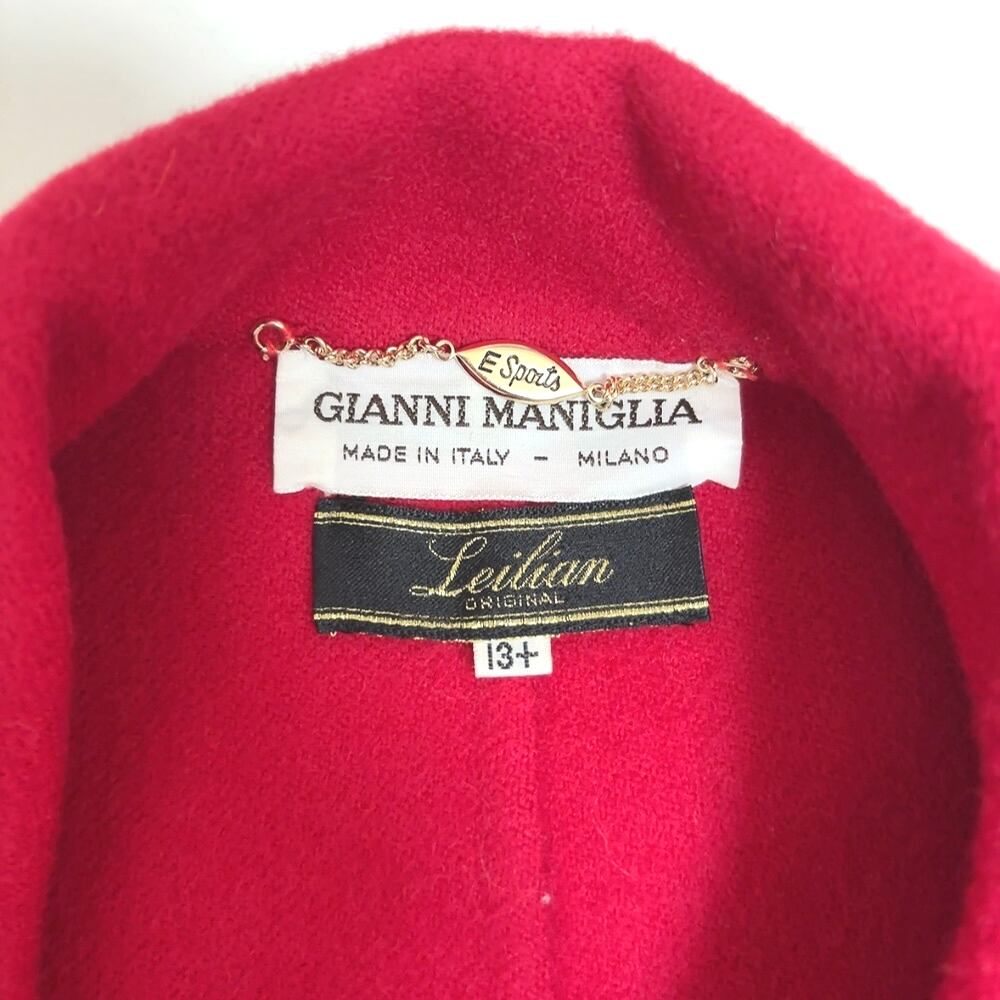 E Sports
GIANNI MANIGLIA
MADE IN ITALY – MILANO
Leilian
ORIGINAL
13+